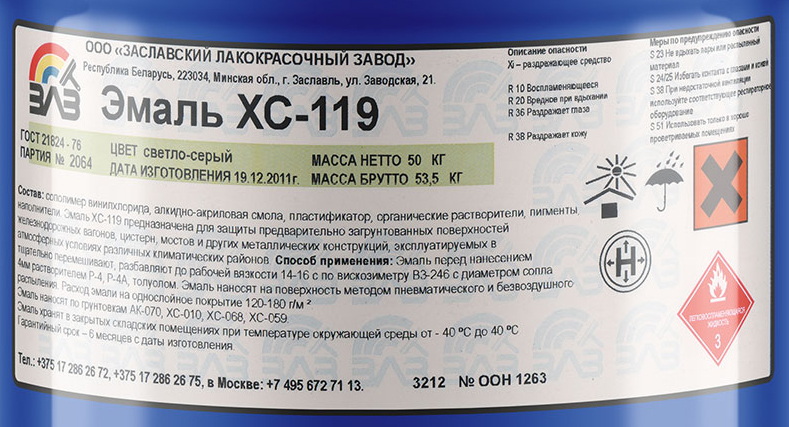 ЗЛЗ
ООО «ЗАСЛАВСКИЙ ЛАКОКРАСОЧНЫЙ ЗАВОД»
Республика Беларусь, 223034, Минская обл., г. Заславль, ул. Заводская, 21.
Эмаль ХС-119
ГОСТ 21824 - 76
ПАРТИЯ № 2064
ЦВЕТ светло-серый
ДАТА ИЗГОТОВЛЕНИЯ 19.12.2011г.
МАССА НЕТТО 50 КГ
МАССА БРУТТО 53,5 КГ
Описание опасности
Xi – раздражающее средство
R 10 Воспламеняющееся
R 20 Вредное при вдыхании
R 36 Раздражает глаза
R 38 Раздражает кожу
Меры по предупреждению опасности
S 23 Не вдыхать пары или распыленный
материал
S 24/25 Избегать контакта с глазами и кожей
S 38 При недостаточной вентиляции
используйте соответствующее респираторное
оборудование
S 51 Использовать только в хорошо
проветриваемых помещениях
Состав: сополимер винилхлорида, алкидно-акриловая смола, пластификатор, органические растворители, пигменты,
наполнители. Эмаль ХС-119 предназначена для защиты предварительно загрунтованных поверхностей
железнодорожных вагонов, цистерн, мостов и других металлических конструкций, эксплуатируемых в
атмосферных условиях различных климатических районов. Способ применения: Эмаль перед нанесением
тщательно перемешивают, разбавляют до рабочей вязкости 14-16 с по вискозиметру ВЗ-246 с диаметром сопла
4мм растворителем Р-4, Р-4А, толуолом. Эмаль наносят на поверхность методом пневматического и безвоздушного
распыления. Расход эмали на однослойное покрытие 120-180 г/м ²
Эмаль наносят по грунтовкам АК-070, ХС-010, ХС-068, ХС-059.
Эмаль хранят в закрытых складских помещениях при температуре окружающей среды от - 40 ºС до 40 ºС
Гарантийный срок – 6 месяцев с даты изготовления.
Н
ЛЕГКОВОСПЛАМЕНЯЮЩАЯСЯ
ЖИДКОСТЬ
3
Тел.: +375 17 286 26 72, +375 17 286 26 75, в Москве: +7 495 672 71 13.
3212 № ООН 1263